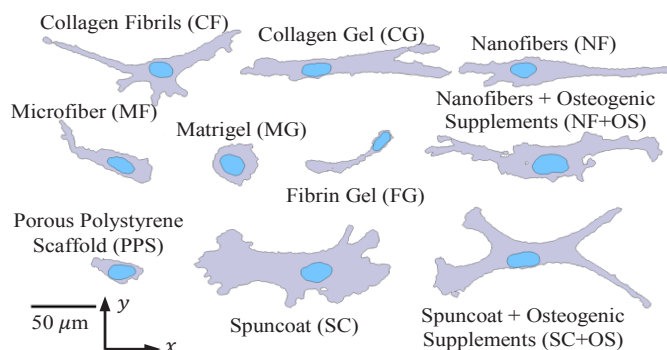 Collagen Fibrils (CF)
Collagen Gel (CG)
Nanofibers (NF)
Microfiber (MF)
Matrigel (MG)
Nanofibers + Osteogenic
Supplements (NF+OS)
Fibrin Gel (FG)
Porous Polystyrene
Scaffold (PPS)
50 μm
y
x
Spuncoat (SC)
Spuncoat + Osteogenic
Supplements (SC+OS)